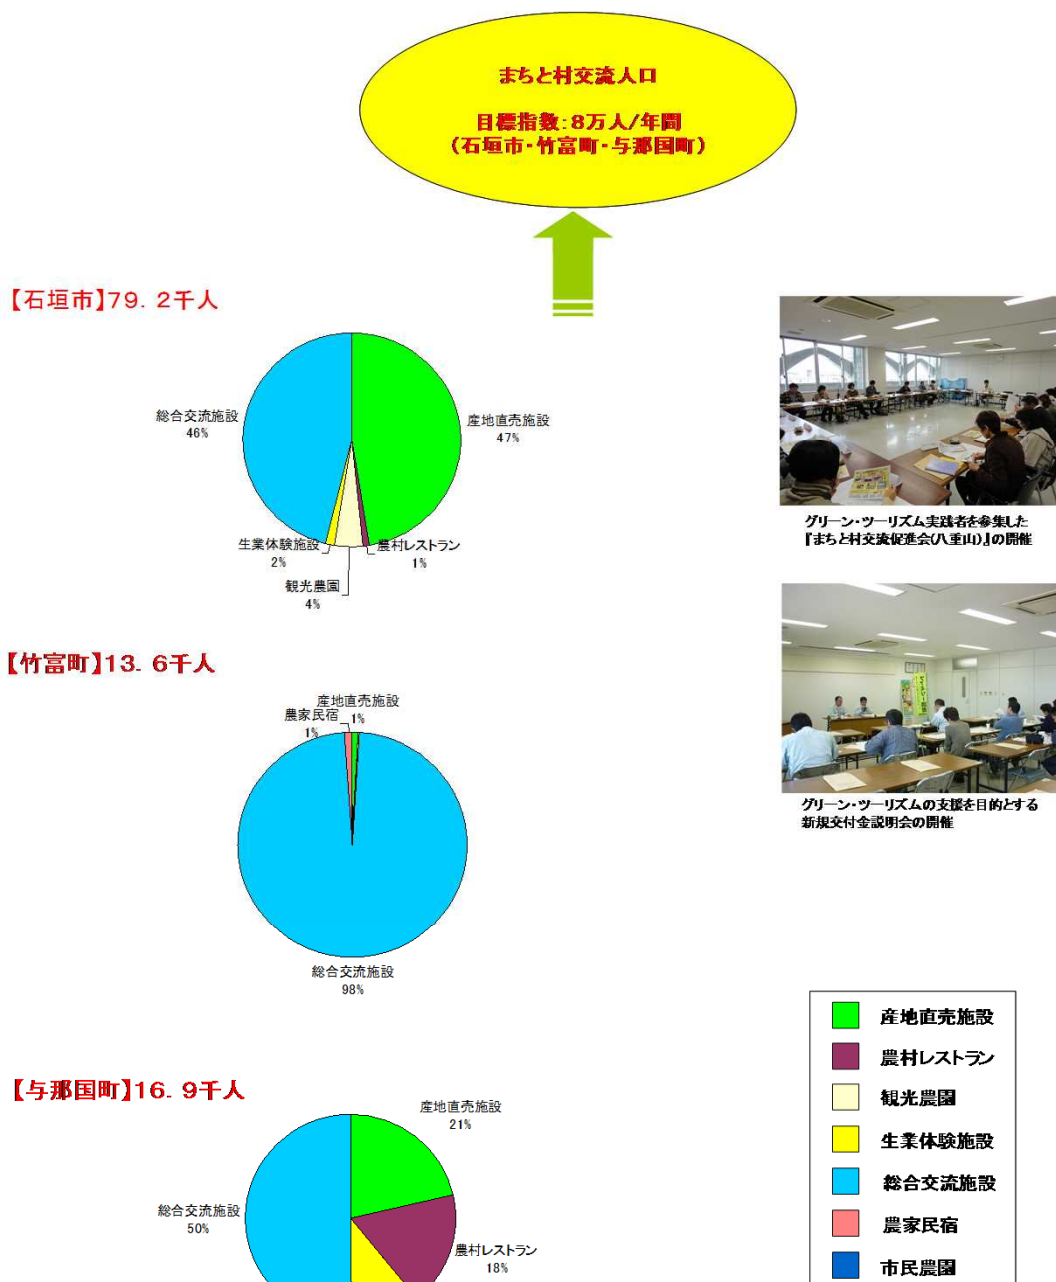 まちと村交流人口
目標指数:8万人/年間
(石垣市・竹富町・与那国町)
【石垣市】79.2千人
総合交流施設
46%
産地直売施設
47%
生業体験施設
2%
農村レストラン
1%
観光農園
4%
グリーン・ツーリズム実践者を参集した
『まちと村交流促進会(八重山)』の開催
【竹富町】13.6千人
産地直売施設
1%
農家民宿
1%
総合交流施設
98%
グリーン・ツーリズムの支援を目的とする
新規交付金説明会の開催
【与那国町】16.9千人
産地直売施設
21%
総合交流施設
50%
農村レストラン
18%
産地直売施設
農村レストラン
観光農園
生業体験施設
総合交流施設
農家民宿
市民農園